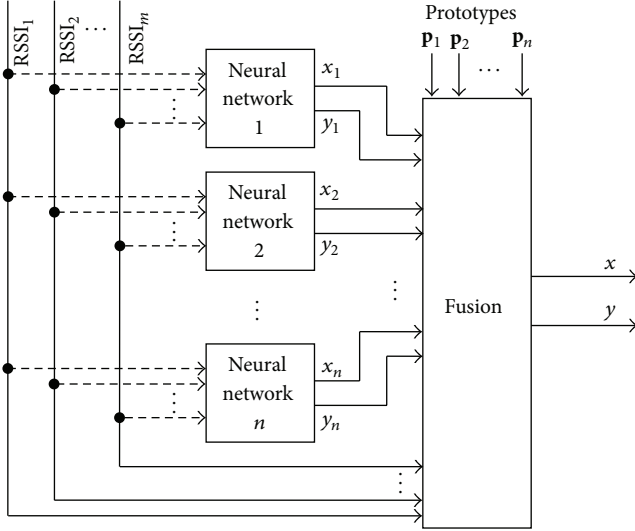 Prototypes
p₁ p₂ ⋯ pₙ
RSSI₁
RSSI₂
⋯
RSSIₘ
Neural
network
1
x₁
y₁
⋮
Neural
network
2
x₂
y₂
⋮
⋮
⋮
Neural
network
n
xₙ
yₙ
⋮
⋮
Fusion
x
y